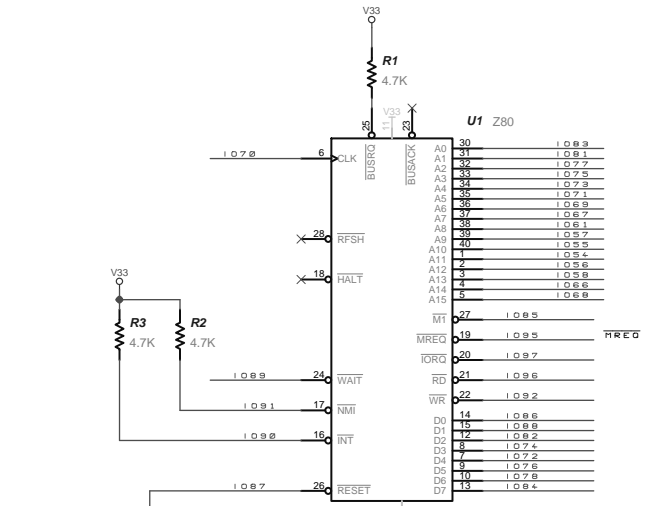 V33
R1
4.7K
25
V33
11
23
U1 Z80
BUSRQ
BUSACK
IO70 6 CLK
28 RFSH
18 HALT
V33
R3
4.7K
R2
4.7K
IO89 24 WAIT
IO91 17 NMI
IO90 16 INT
IO87 26 RESET
A0 30 IO83
A1 31 IO81
A2 32 IO77
A3 33 IO75
A4 34 IO73
A5 35 IO71
A6 36 IO69
A7 37 IO67
A8 38 IO61
A9 39 IO57
A10 40 IO55
A11 1 IO54
A12 2 IO56
A13 3 IO58
A14 4 IO66
A15 5 IO68
M1 27 IO85
MREQ 19 IO95 MREQ
IORQ 20 IO97
RD 21 IO96
WR 22 IO92
D0 14 IO86
D1 15 IO88
D2 12 IO82
D3 8 IO74
D4 7 IO72
D5 9 IO76
D6 10 IO78
D7 13 IO84